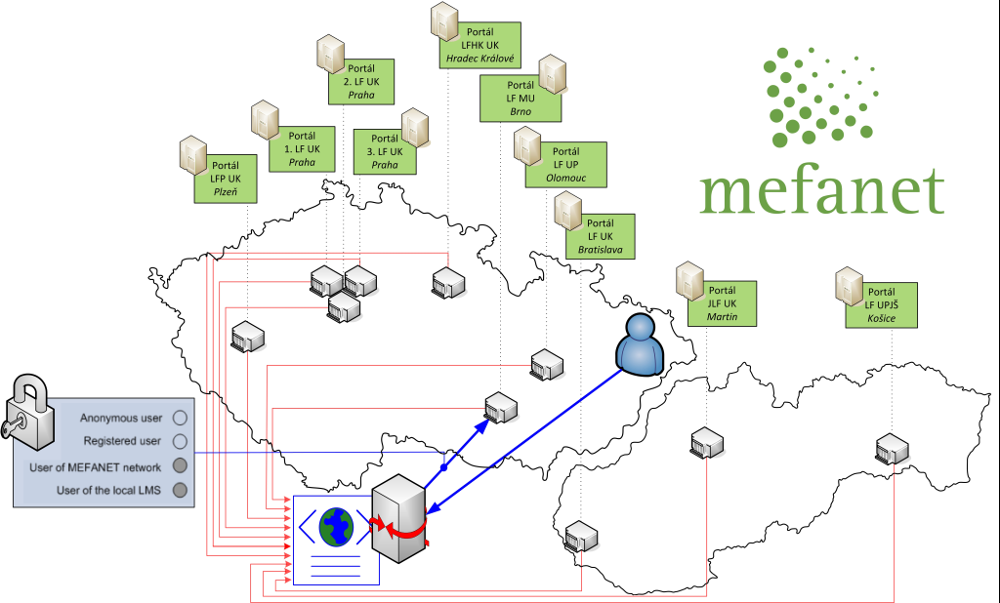 Portál
LFHK UK
Hradec Králové
Portál
2. LF UK
Praha
Portál
LF MU
Brno
Portál
1. LF UK
Praha
Portál
3. LF UK
Praha
Portál
LF UP
Olomouc
Portál
LFP UK
Plzeň
mefanet
Portál
LF UK
Bratislava
Portál
JLF UK
Martin
Portál
LF UPJŠ
Košice
Anonymous user
Registered user
User of MEFANET network
User of the local LMS